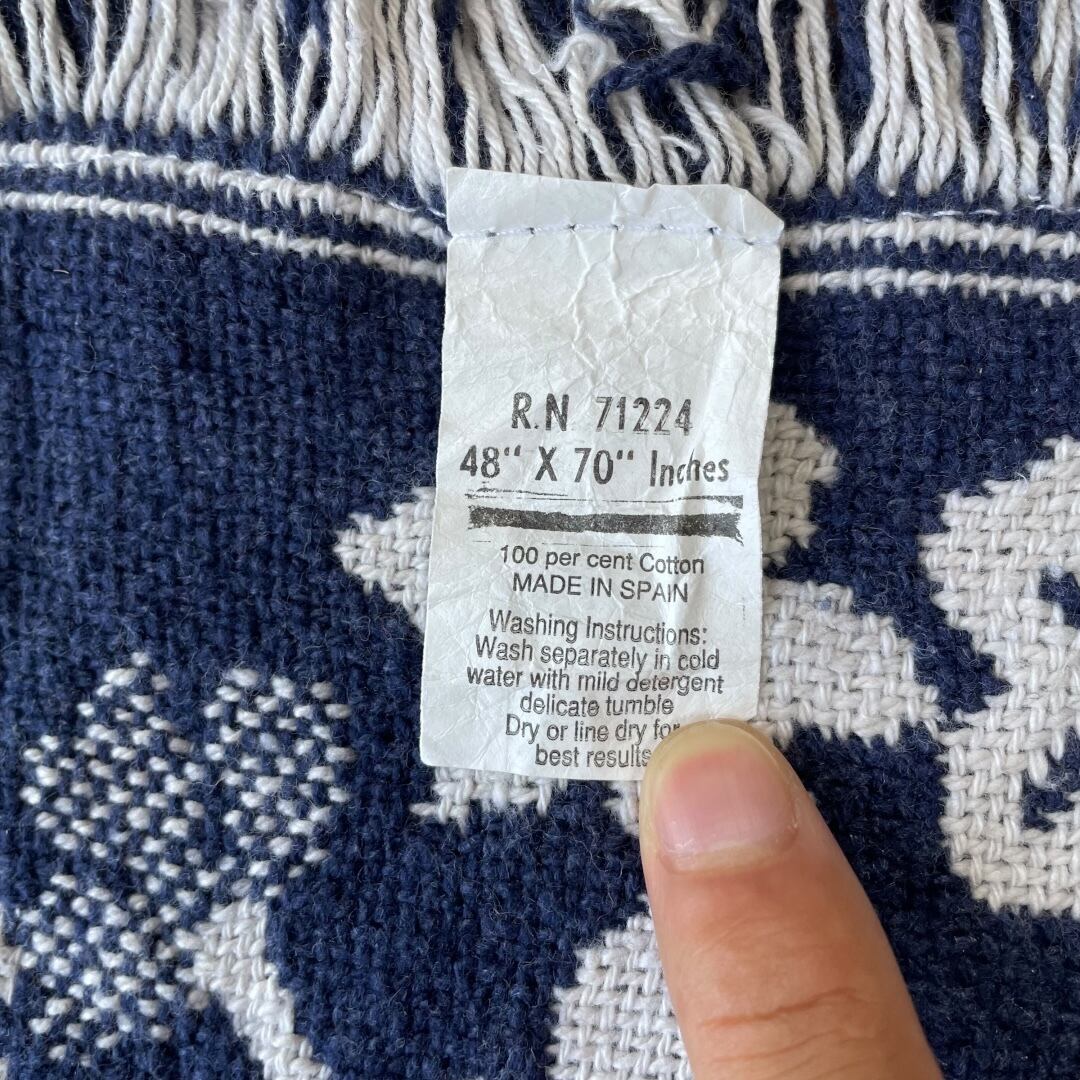 R.N 71224
48" X 70" Inches
100 per cent Cotton
MADE IN SPAIN
Washing Instructions:
Wash separately in cold
water with mild detergent
delicate tumble
Dry or line dry for
best results